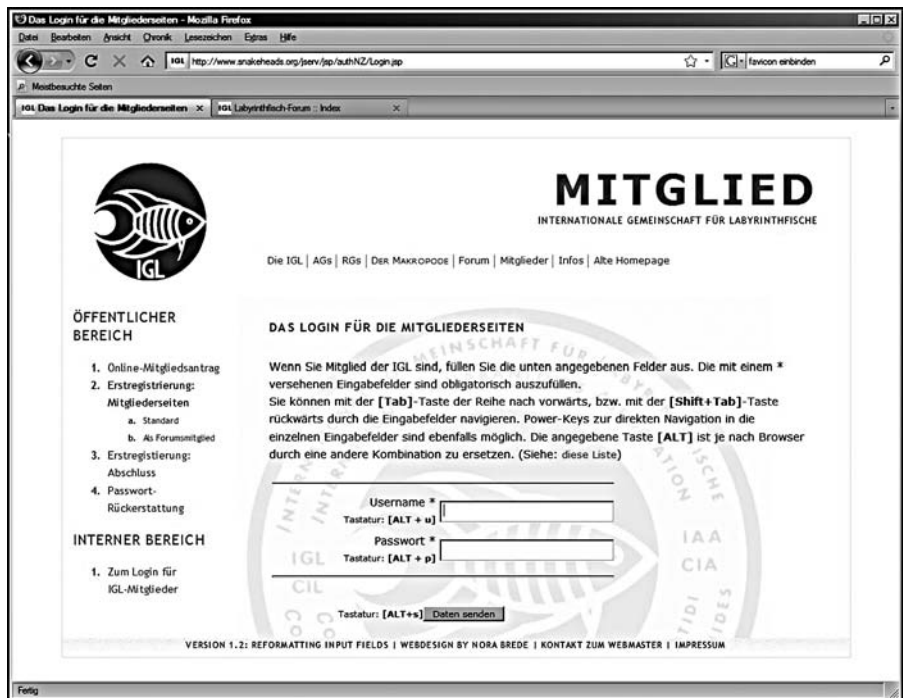 Das Login für die Mitgliederseiten - Mozilla Firefox
Datei Bearbeiten Ansicht Chronik Lesezeichen Extras Hilfe
IGL http://www.snakeheads.org/jserv/jsp/authNZ/Login.jsp
G favicon einbinden
Meistbesuchte Seiten
IGL Das Login für die Mitgliederseiten
IGL Labyrinthfisch-Forum :: Index
IGL
MITGLIED
INTERNATIONALE GEMEINSCHAFT FÜR LABYRINTHFISCHE
Die IGL | AGs | RGs | DER MAKROPODE | Forum | Mitglieder | Infos | Alte Homepage
ÖFFENTLICHER
BEREICH
1. Online-Mitgliedsantrag
2. Erstregistrierung:
Mitgliederseiten
a. Standard
b. Als Forumsmitglied
3. Erstregistierung:
Abschluss
4. Passwort-
Rückerstattung
INTERNER BEREICH
1. Zum Login für
IGL-Mitglieder
DAS LOGIN FÜR DIE MITGLIEDERSEITEN
Wenn Sie Mitglied der IGL sind, füllen Sie die unten angegebenen Felder aus. Die mit einem *
versehenen Eingabefelder sind obligatorisch auszufüllen.
Sie können mit der [Tab]-Taste der Reihe nach vorwärts, bzw. mit der [Shift+Tab]-Taste
rückwärts durch die Eingabefelder navigieren. Power-Keys zur direkten Navigation in die
einzelnen Eingabefelder sind ebenfalls möglich. Die angegebene Taste [ALT] ist je nach Browser
durch eine andere Kombination zu ersetzen. (Siehe: diese Liste)
Username *
Tastatur: [ALT + u]
Passwort *
Tastatur: [ALT + p]
Tastatur: [ALT+s] Daten senden
IGL
CIL
IAA
CIA
VERSION 1.2: REFORMATTING INPUT FIELDS | WEBDESIGN BY NORA BREDE | KONTAKT ZUM WEBMASTER | IMPRESSUM
Fertig